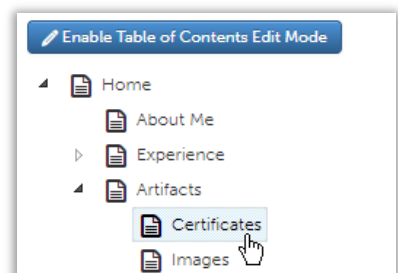 Enable Table of Contents Edit Mode
Home
About Me
Experience
Artifacts
Certificates
Images